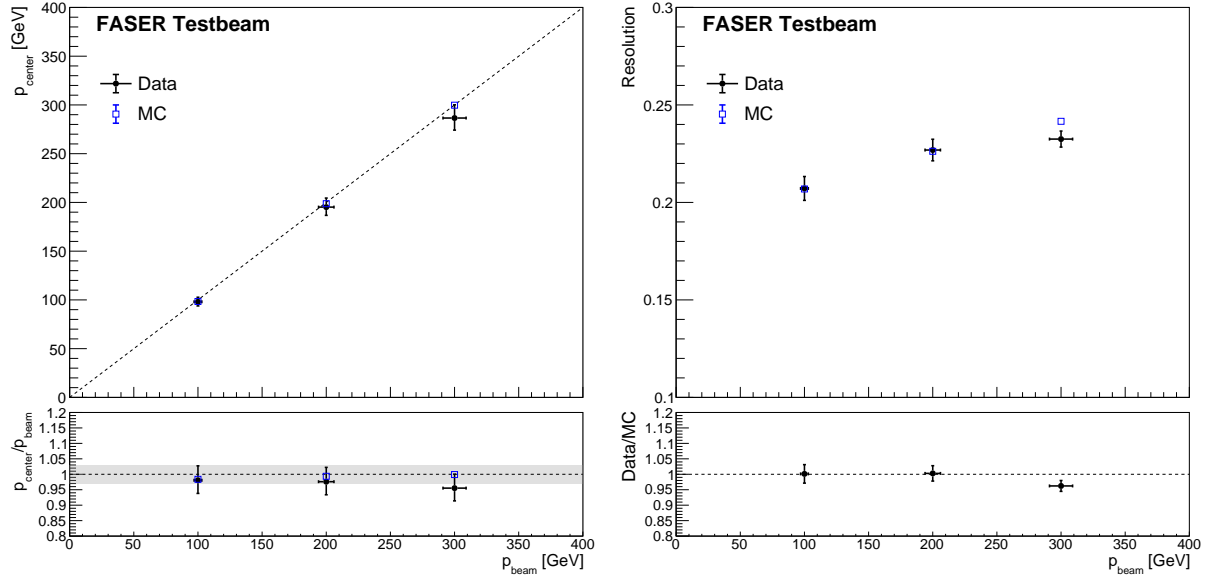 FASER Testbeam
p_center [GeV]
400
350
300
250
200
150
100
50
0
Data
MC
p_center/p_beam
1.2
1.15
1.1
1.05
1
0.95
0.9
0.85
0.8
0 50 100 150 200 250 300 350 400
p_beam [GeV]
FASER Testbeam
Resolution
0.3
0.25
0.2
0.15
0.1
Data
MC
Data/MC
1.2
1.15
1.1
1.05
1
0.95
0.9
0.85
0.8
0 50 100 150 200 250 300 350 400
p_beam [GeV]